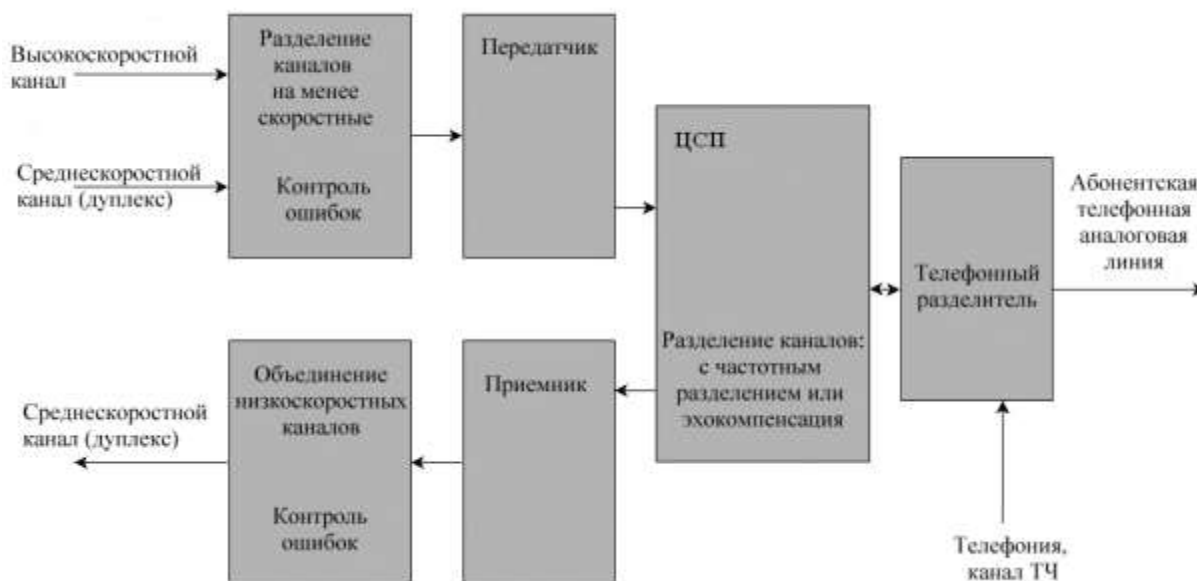 Высокоскоростной
канал
Среднескоростной
канал (дуплекс)
Разделение
каналов
на менее
скоростные
Контроль
ошибок
Передатчик
ЦСП
Разделение каналов:
с частотным
разделением или
эхокомпенсация
Телефонный
разделитель
Абонентская
телефонная
аналоговая
линия
Среднескоростной
канал (дуплекс)
Объединение
низкоскоростных
каналов
Контроль
ошибок
Приемник
Телефония,
канал ТЧ